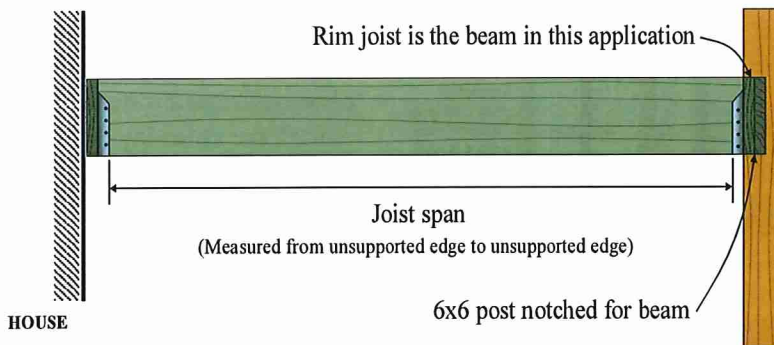 Rim joist is the beam in this application
Joist span
(Measured from unsupported edge to unsupported edge)
6x6 post notched for beam
HOUSE